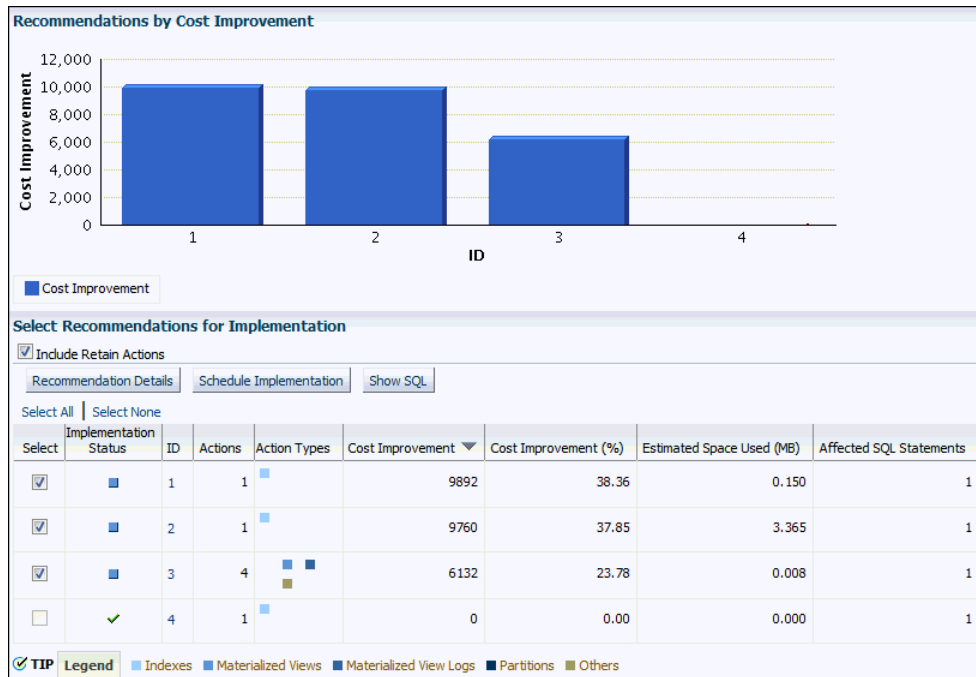 Recommendations by Cost Improvement
12,000
10,000
8,000
6,000
4,000
2,000
0
Cost Improvement
1 2 3 4
ID
Cost Improvement
Select Recommendations for Implementation
Include Retain Actions
Recommendation Details Schedule Implementation Show SQL
Select All | Select None
Select Implementation Status ID Actions Action Types Cost Improvement Cost Improvement (%) Estimated Space Used (MB) Affected SQL Statements
1 1 9892 38.36 0.150 1
2 1 9760 37.85 3.365 1
3 4 6132 23.78 0.008 1
4 1 0 0.00 0.000 1
TIP Legend Indexes Materialized Views Materialized View Logs Partitions Others